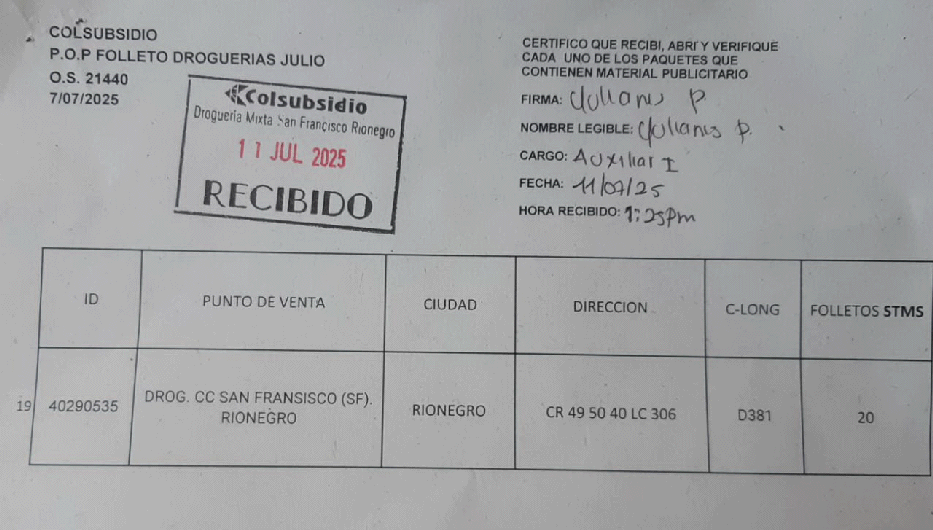 COLSUBSIDIO
P.O.P FOLLETO DROGUERIAS JULIO
O.S. 21440
7/07/2025
Colsubsidio
Droguería Mixta San Francisco Rionegro
11 JUL 2025
RECIBIDO
CERTIFICO QUE RECIBI, ABRI Y VERIFIQUE
CADA UNO DE LOS PAQUETES QUE
CONTIENEN MATERIAL PUBLICITARIO
FIRMA: Yulianis P
NOMBRE LEGIBLE: Yulianis P.
CARGO: Auxiliar I
FECHA: 11/07/25
HORA RECIBIDO: 1:25pm
ID PUNTO DE VENTA CIUDAD DIRECCION C-LONG FOLLETOS STMS
19 40290535 DROG. CC SAN FRANSISCO (SF). RIONEGRO RIONEGRO CR 49 50 40 LC 306 D381 20